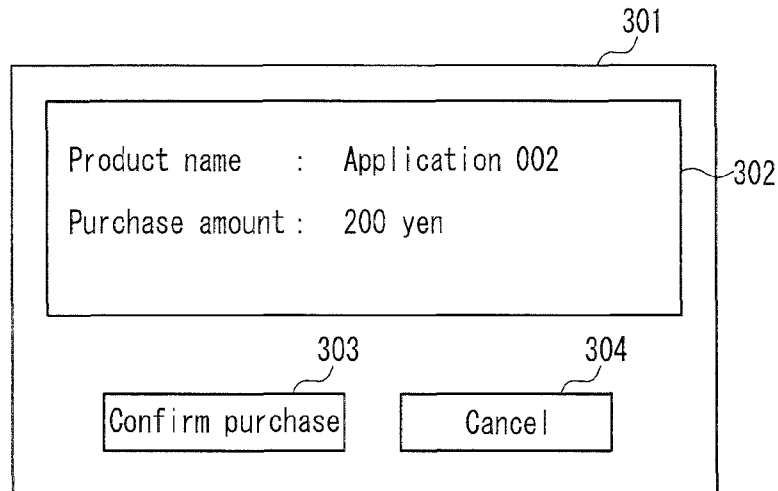 301
Product name : Application 002
302
Purchase amount : 200 yen
303
304
Confirm purchase
Cancel